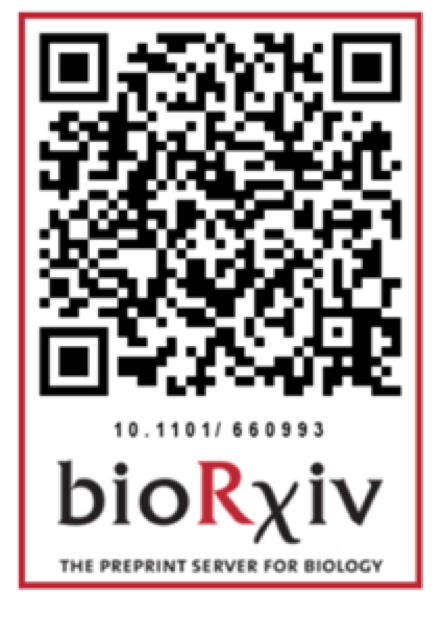 10.1101/ 660993
bioRχiv
THE PREPRINT SERVER FOR BIOLOGY